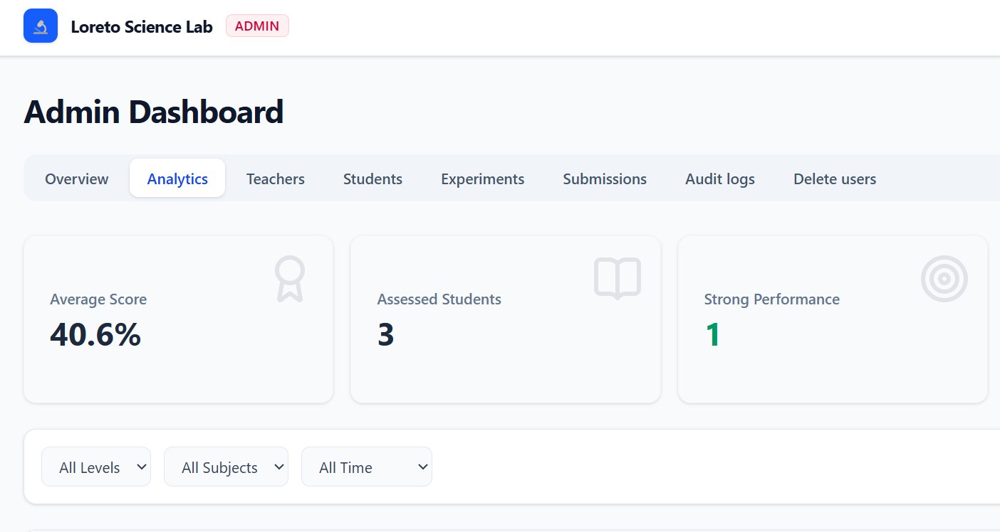 Loreto Science Lab ADMIN
Admin Dashboard
Overview Analytics Teachers Students Experiments Submissions Audit logs Delete users
Average Score
40.6%
Assessed Students
3
Strong Performance
1
All Levels All Subjects All Time